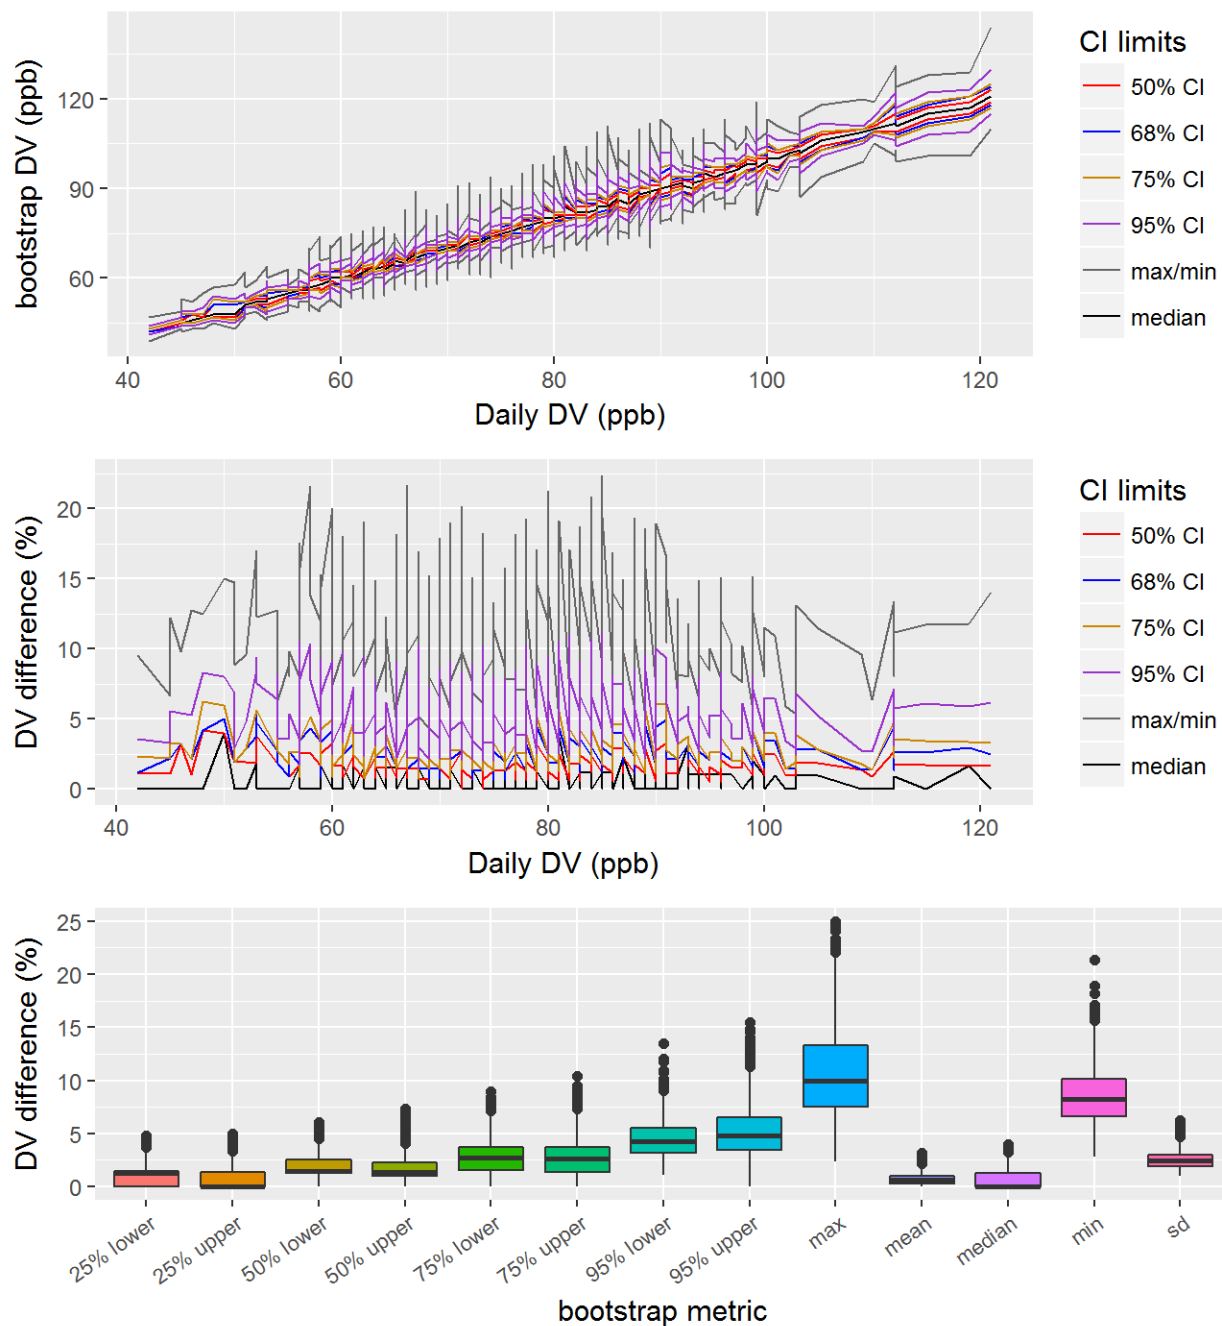 bootstrap DV (ppb)
120
90
60
40 60 80 100 120
Daily DV (ppb)
CI limits
50% CI
68% CI
75% CI
95% CI
max/min
median
DV difference (%)
20
15
10
5
0
40 60 80 100 120
Daily DV (ppb)
CI limits
50% CI
68% CI
75% CI
95% CI
max/min
median
DV difference (%)
25
20
15
10
5
0
25% lower
25% upper
50% lower
50% upper
75% lower
75% upper
95% lower
95% upper
max
mean
median
min
sd
bootstrap metric